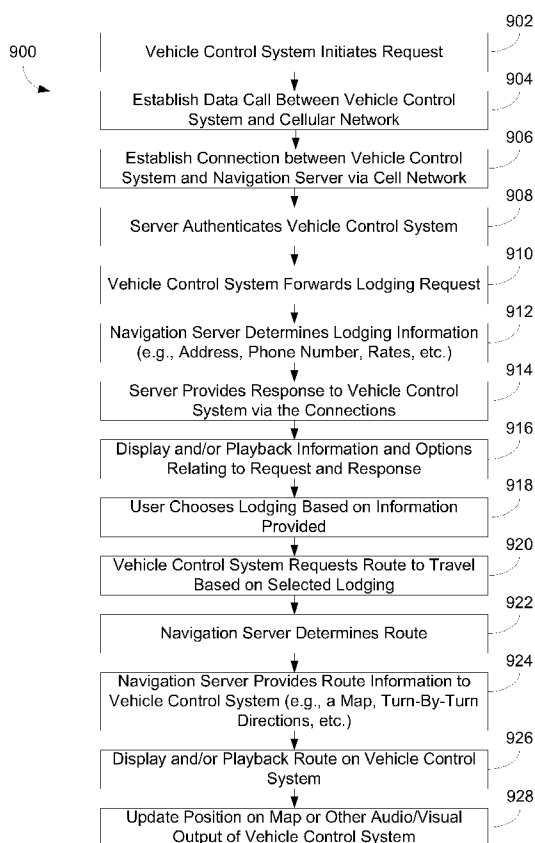 902
900
Vehicle Control System Initiates Request
904
Establish Data Call Between Vehicle Control
System and Cellular Network
906
Establish Connection between Vehicle Control
System and Navigation Server via Cell Network
908
Server Authenticates Vehicle Control System
910
Vehicle Control System Forwards Lodging Request
912
Navigation Server Determines Lodging Information
(e.g., Address, Phone Number, Rates, etc.)
914
Server Provides Response to Vehicle Control
System via the Connections
916
Display and/or Playback Information and Options
Relating to Request and Response
918
User Chooses Lodging Based on Information
Provided
920
Vehicle Control System Requests Route to Travel
Based on Selected Lodging
922
Navigation Server Determines Route
924
Navigation Server Provides Route Information to
Vehicle Control System (e.g., a Map, Turn-By-Turn
Directions, etc.)
926
Display and/or Playback Route on Vehicle Control
System
928
Update Position on Map or Other Audio/Visual
Output of Vehicle Control System